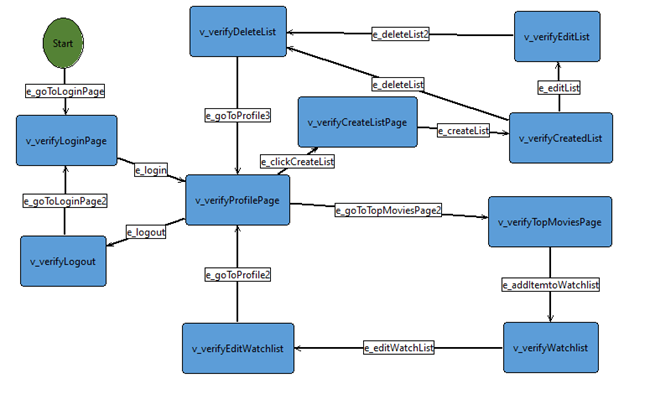 v_verifyEditList
Start
v_verifyDeleteList
e_deleteList2
e_deleteList
e_editList
e_goToLoginPage
e_goToProfile3
v_verifyCreateListPage
e_createList
v_verifyCreatedList
v_verifyLoginPage
e_login
e_clickCreateList
e_goToLoginPage2
v_verifyProfilePage
e_goToTopMoviesPage2
v_verifyTopMoviesPage
e_logout
v_verifyLogout
e_goToProfile2
e_addItemtoWatchlist
v_verifyEditWatchlist
e_editWatchList
v_verifyWatchlist